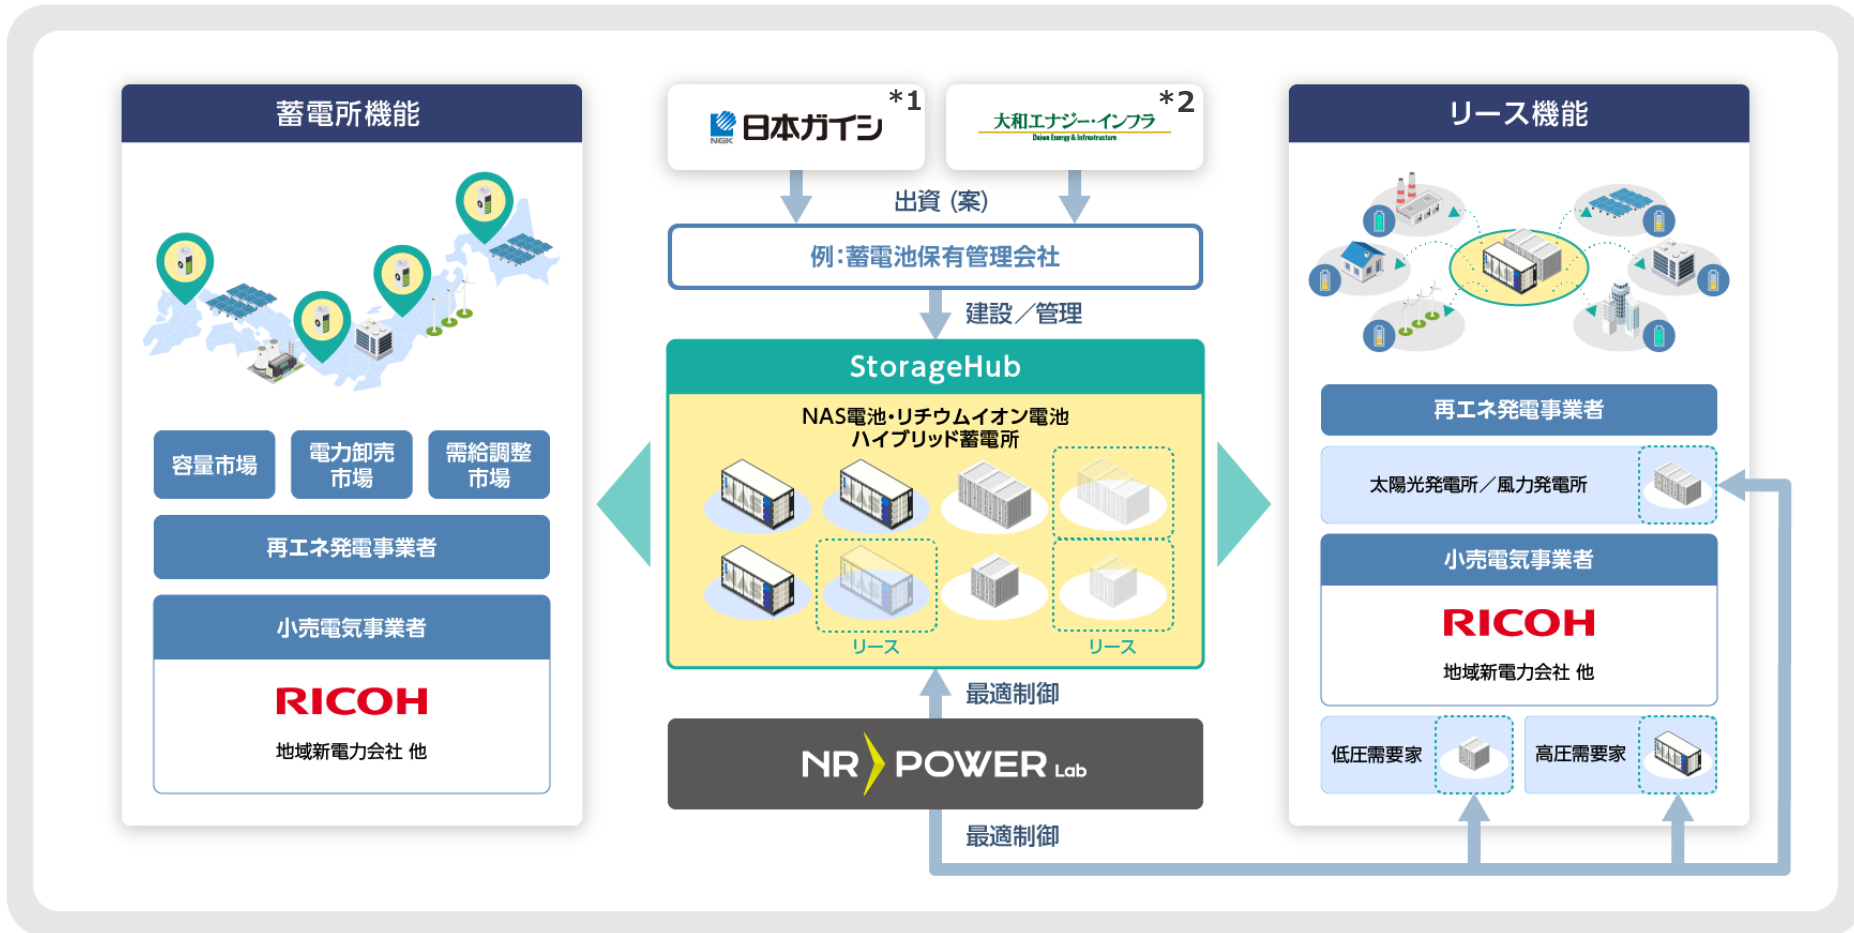 蓄電所機能
容量市場
電力卸売
市場
需給調整
市場
再エネ発電事業者
小売電気事業者
RICOH
地域新電力会社 他
*1
NGK
日本ガイシ
*2
大和エナジー・インフラ
Daiwa Energy & Infrastructure
出資 (案)
例：蓄電池保有管理会社
建設／管理
StorageHub
NAS電池・リチウムイオン電池
ハイブリッド蓄電所
リース
リース
最適制御
NR POWER Lab
最適制御
リース機能
再エネ発電事業者
太陽光発電所／風力発電所
小売電気事業者
RICOH
地域新電力会社 他
低圧需要家
高圧需要家